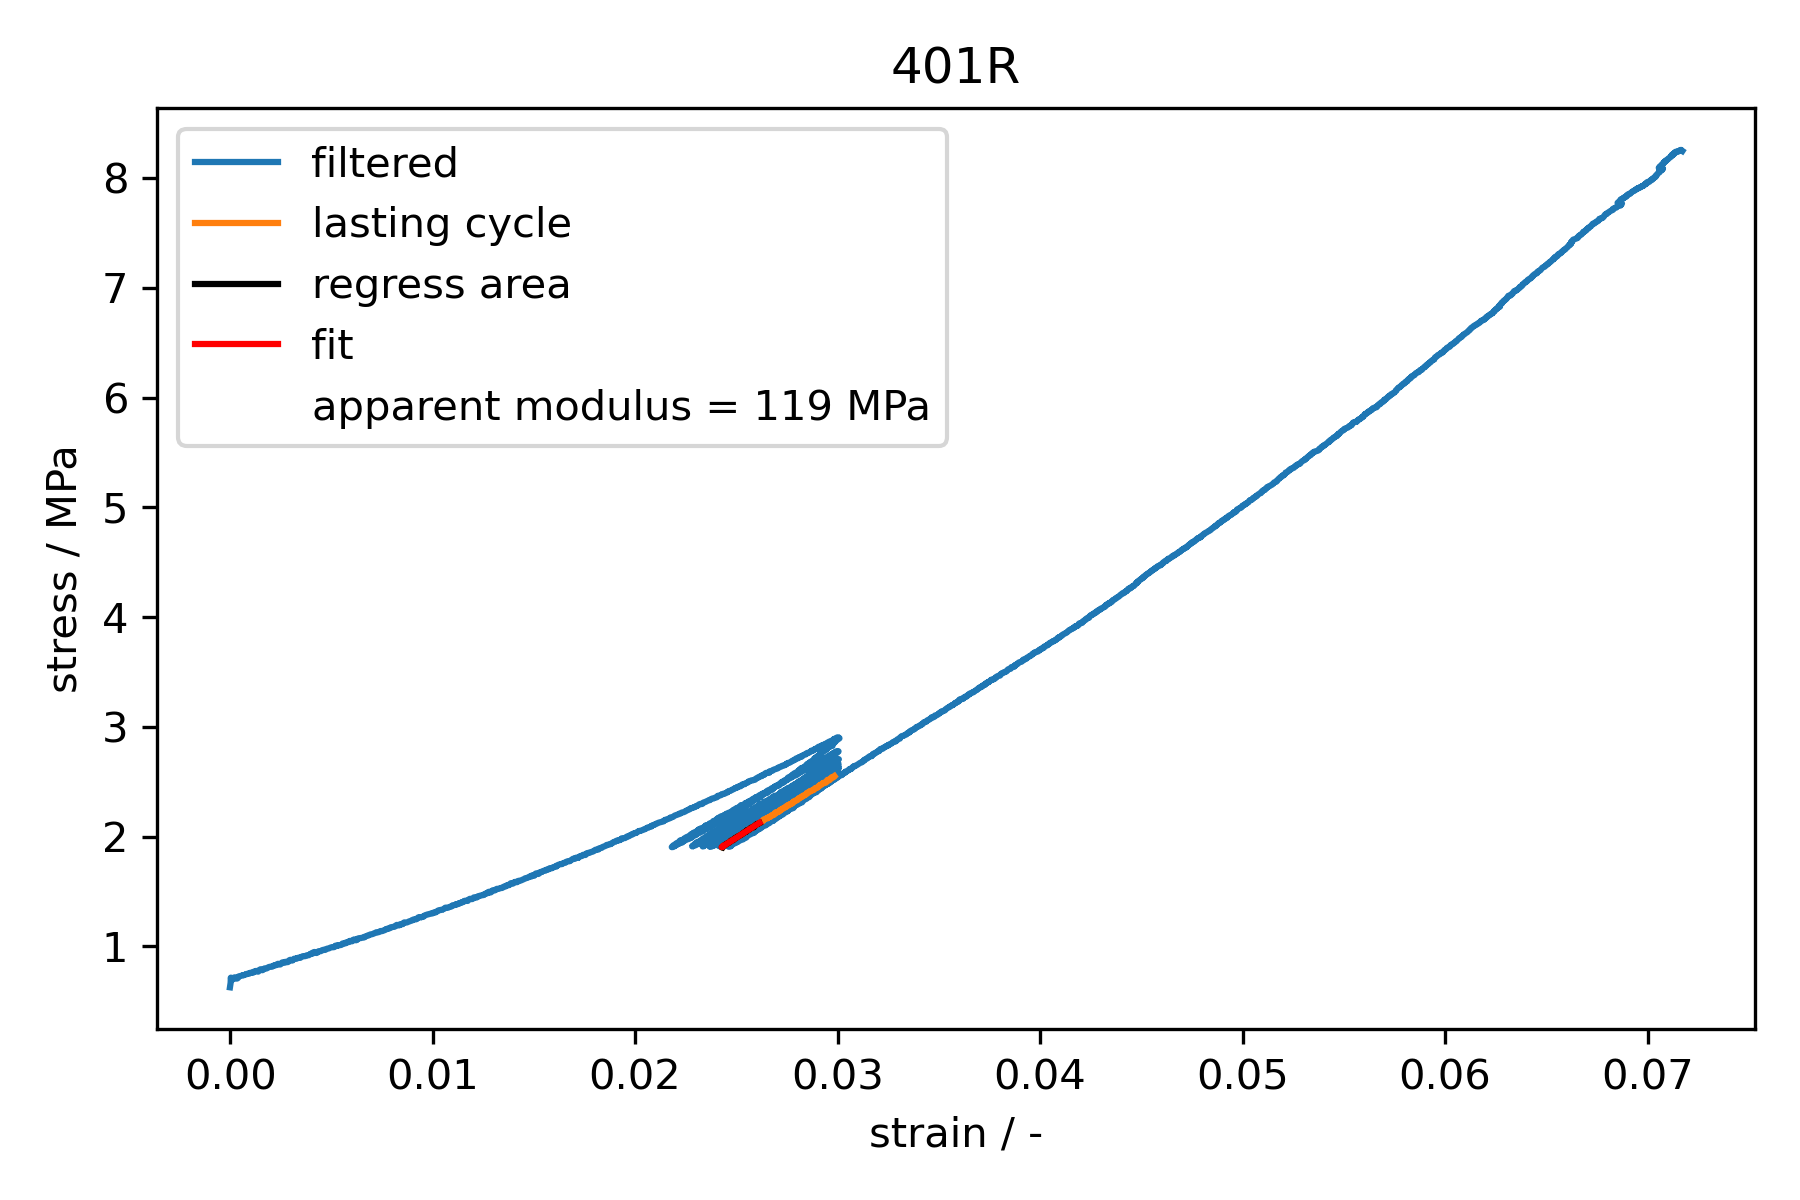 401R
filtered
lasting cycle
regress area
fit
apparent modulus = 119 MPa
8
7
6
5
4
3
2
1
stress / MPa
0.00 0.01 0.02 0.03 0.04 0.05 0.06 0.07
strain / -